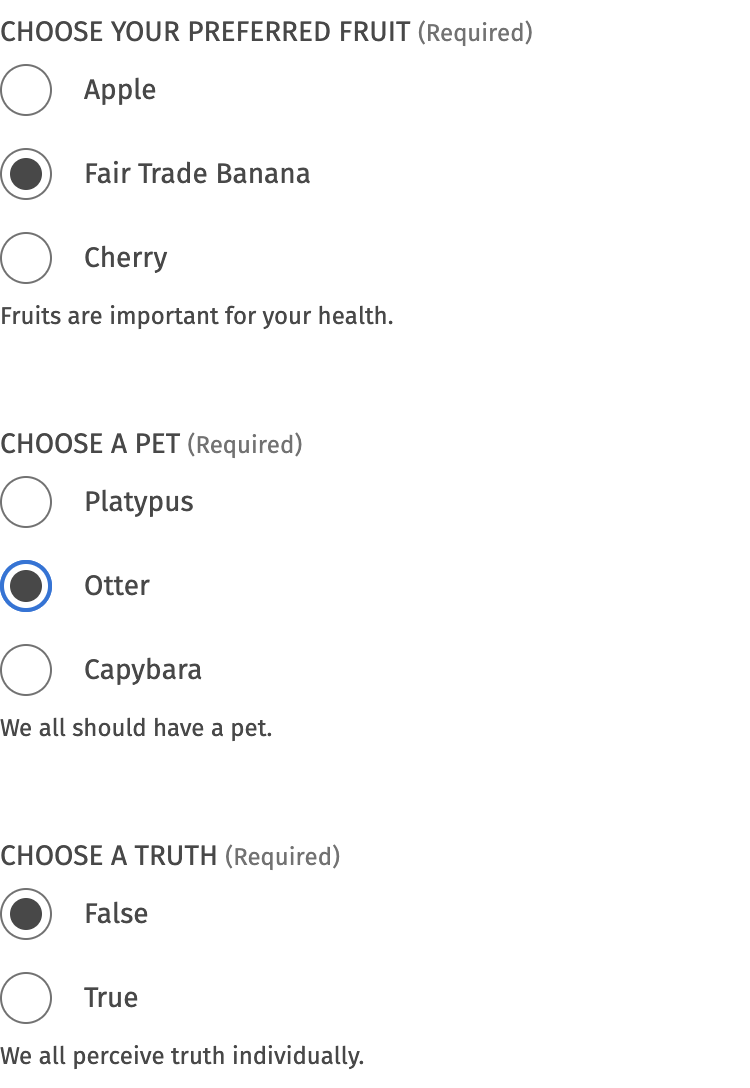 CHOOSE YOUR PREFERRED FRUIT (Required)
Apple
Fair Trade Banana
Cherry
Fruits are important for your health.
CHOOSE A PET (Required)
Platypus
Otter
Capybara
We all should have a pet.
CHOOSE A TRUTH (Required)
False
True
We all perceive truth individually.